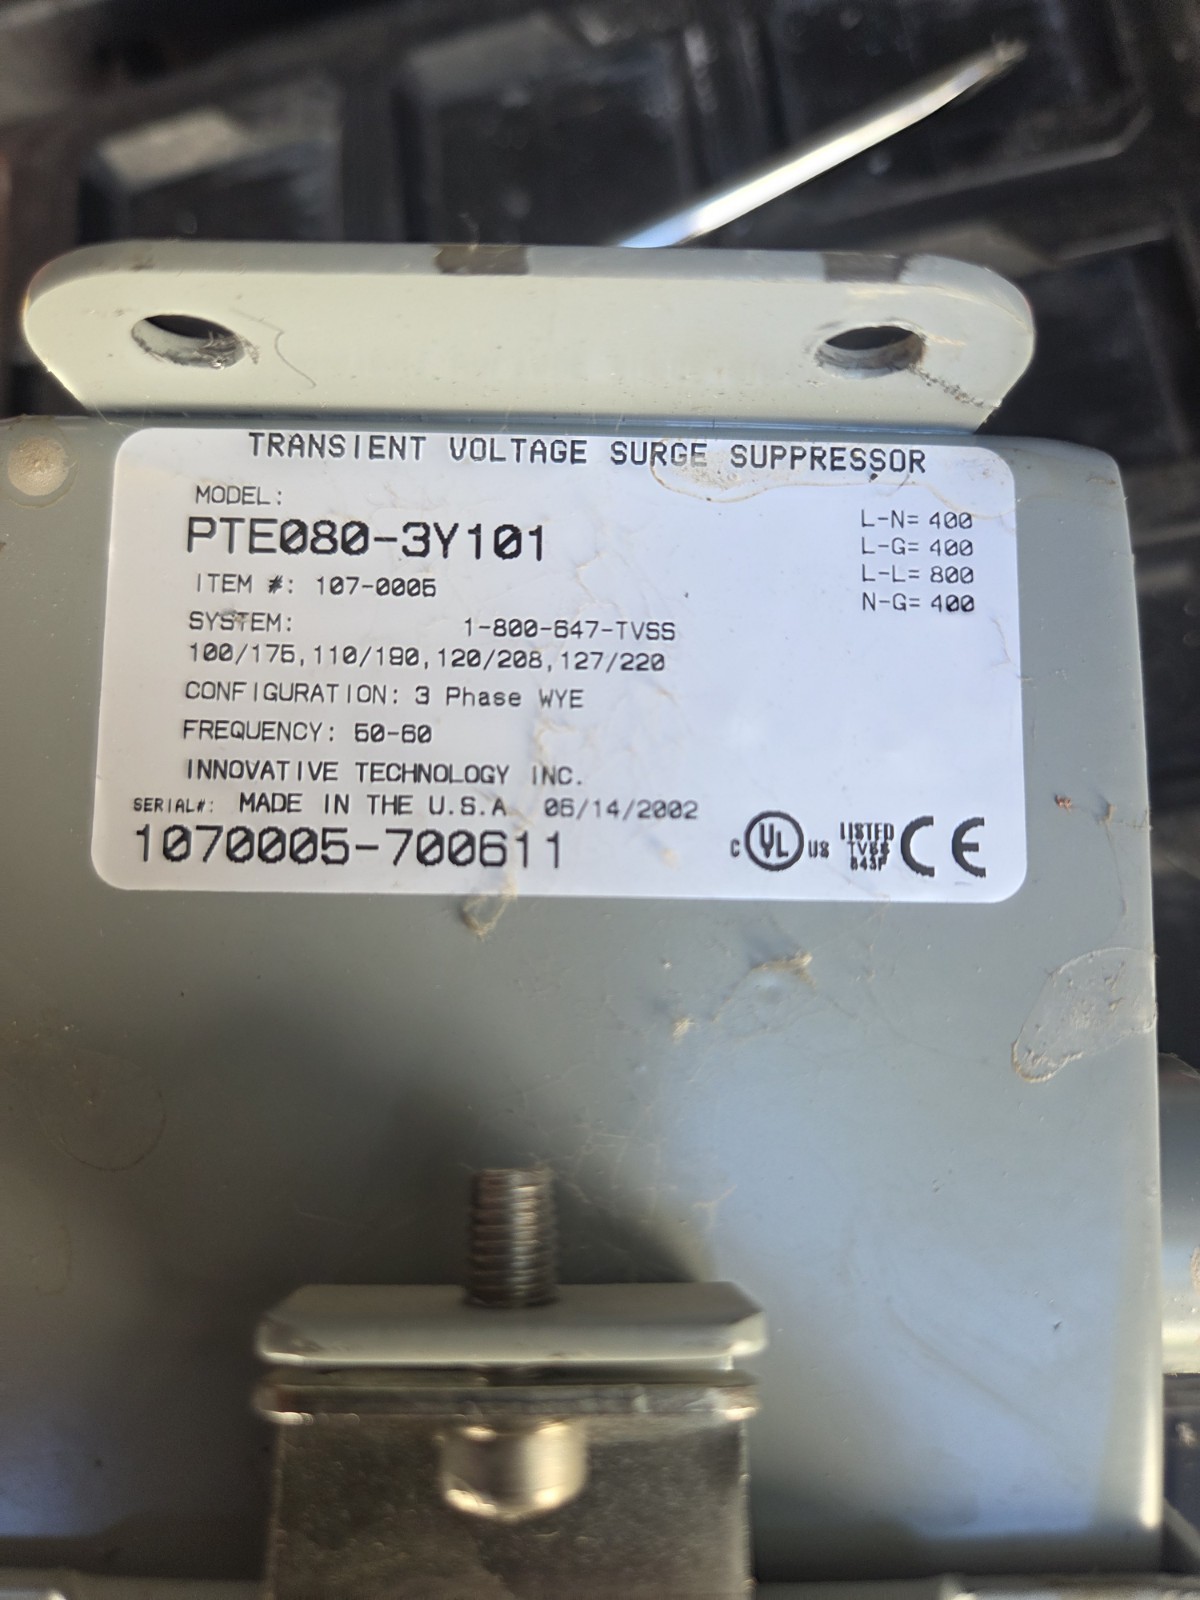 TRANSIENT VOLTAGE SURGE SUPPRESSOR
MODEL:
PTE080-3Y101
L-N= 400
L-G= 400
L-L= 800
N-G= 400
ITEM #: 107-0005
SYSTEM: 1-800-647-TVSS
100/175,110/190,120/208,127/220
CONFIGURATION: 3 Phase WYE
FREQUENCY: 50-60
INNOVATIVE TECHNOLOGY INC.
SERIAL#: MADE IN THE U.S.A 06/14/2002
1070005-700611
C UL US
LISTED
TVSS
CE